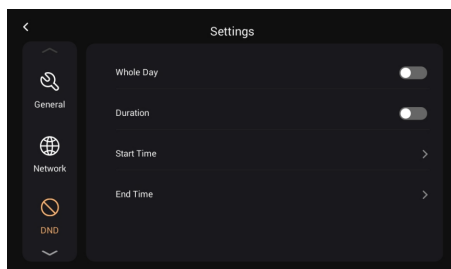 Settings
General
Network
DND
Whole Day
Duration
Start Time
End Time